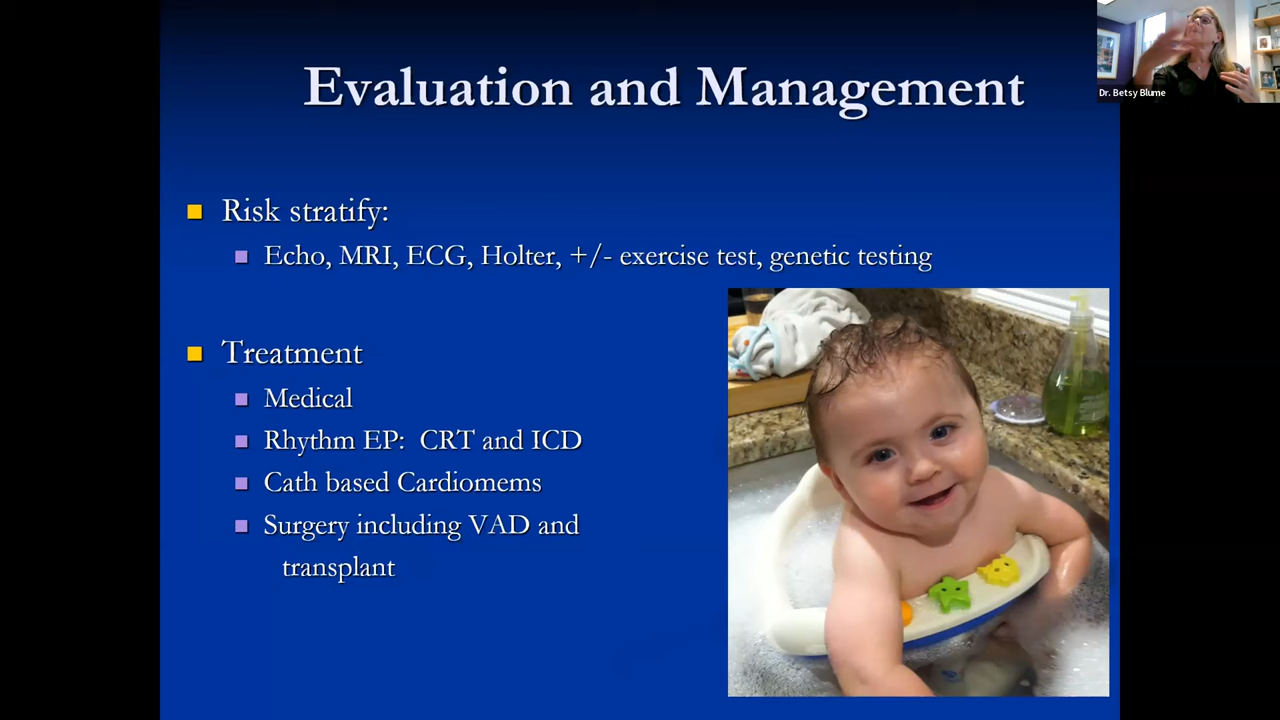 Evaluation and Management
Dr. Betsy Blume
Risk stratify:
Echo, MRI, ECG, Holter, +/- exercise test, genetic testing
Treatment
Medical
Rhythm EP: CRT and ICD
Cath based Cardiomems
Surgery including VAD and
transplant